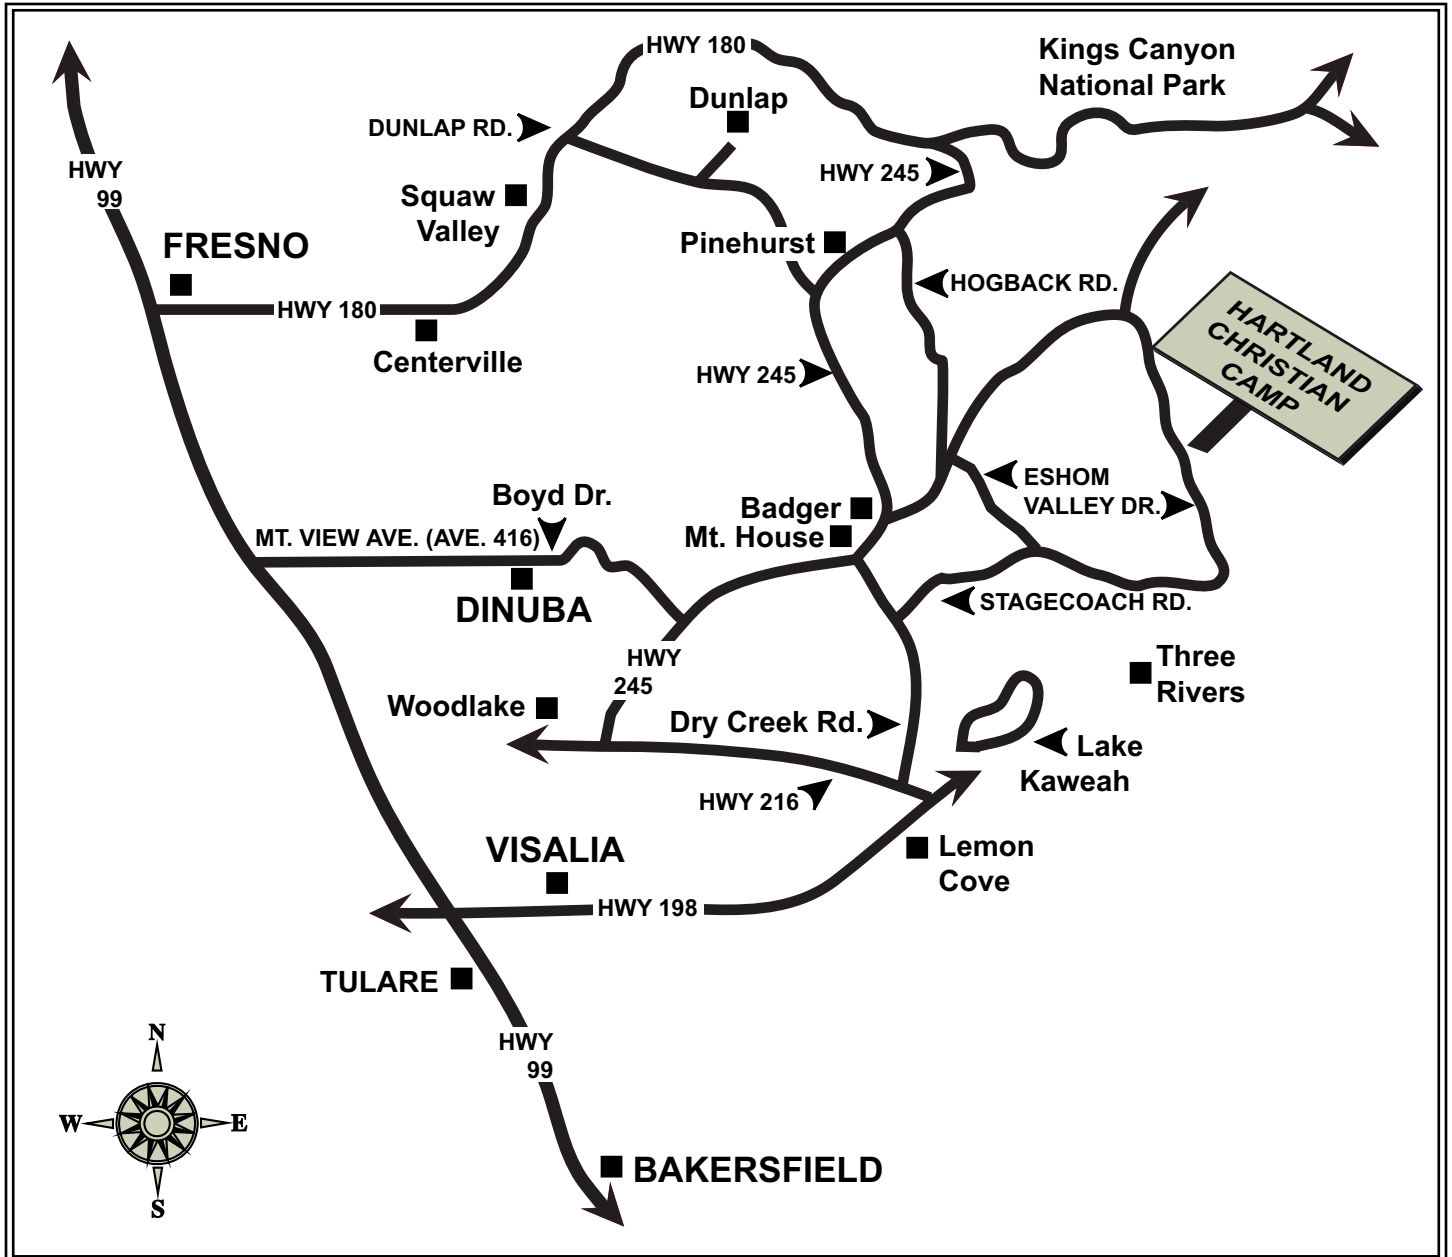 HWY 180
Kings Canyon
National Park
Dunlap
DUNLAP RD.
HWY
99
HWY 245
Squaw
Valley
FRESNO
Pinehurst
HOGBACK RD.
HWY 180
HARTLAND
CHRISTIAN
CAMP
Centerville
HWY 245
ESHOM
VALLEY DR.
Boyd Dr.
Badger
MT. VIEW AVE. (AVE. 416)
Mt. House
DINUBA
STAGECOACH RD.
HWY
245
Three
Rivers
Woodlake
Dry Creek Rd.
Lake
Kaweah
HWY 216
VISALIA
Lemon
Cove
HWY 198
TULARE
HWY
99
N
W
E
S
BAKERSFIELD